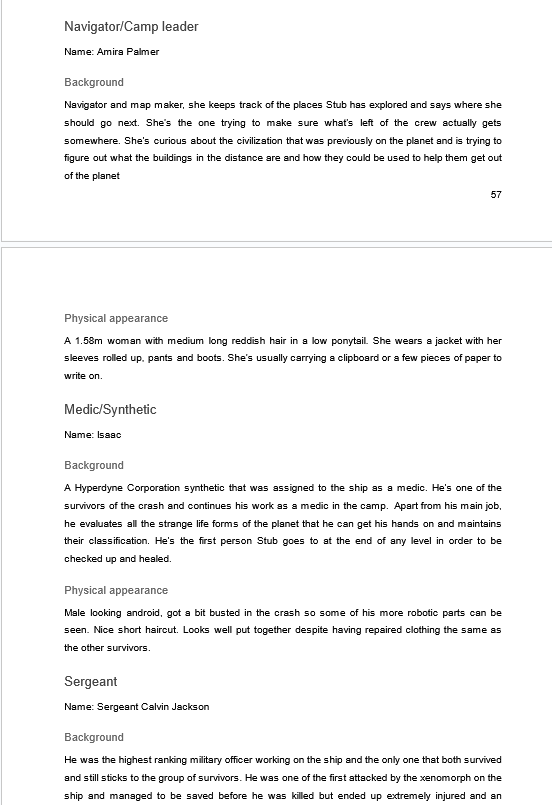 Navigator/Camp leader
Name: Amira Palmer
Background
Navigator and map maker, she keeps track of the places Stub has explored and says where she
should go next. She's the one trying to make sure what's left of the crew actually gets
somewhere. She's curious about the civilization that was previously on the planet and is trying to
figure out what the buildings in the distance are and how they could be used to help them get out
of the planet
57
Physical appearance
A 1.58m woman with medium long reddish hair in a low ponytail. She wears a jacket with her
sleeves rolled up, pants and boots. She's usually carrying a clipboard or a few pieces of paper to
write on.
Medic/Synthetic
Name: Isaac
Background
A Hyperdyne Corporation synthetic that was assigned to the ship as a medic. He's one of the
survivors of the crash and continues his work as a medic in the camp. Apart from his main job,
he evaluates all the strange life forms of the planet that he can get his hands on and maintains
their classification. He's the first person Stub goes to at the end of any level in order to be
checked up and healed.
Physical appearance
Male looking android, got a bit busted in the crash so some of his more robotic parts can be
seen. Nice short haircut. Looks well put together despite having repaired clothing the same as
the other survivors.
Sergeant
Name: Sergeant Calvin Jackson
Background
He was the highest ranking military officer working on the ship and the only one that both survived
and still sticks to the group of survivors. He was one of the first attacked by the xenomorph on the
ship and managed to be saved before he was killed but ended up extremely injured and an